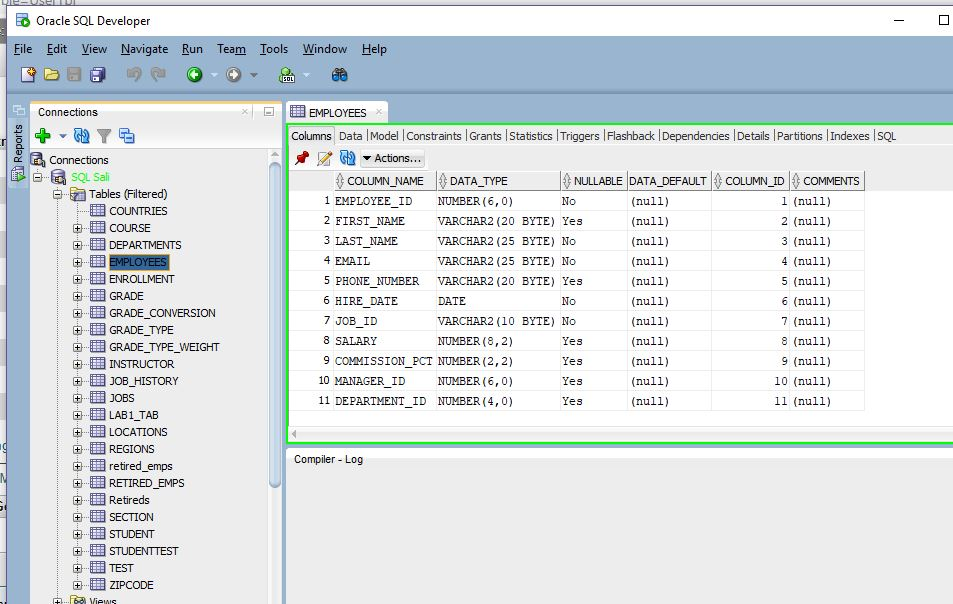 ble=UserTbl
Oracle SQL Developer
File Edit View Navigate Run Team Tools Window Help
SQL
Reports
Connections
Connections
SQL Sali
Tables (Filtered)
COUNTRIES
COURSE
DEPARTMENTS
EMPLOYEES
ENROLLMENT
GRADE
GRADE_CONVERSION
GRADE_TYPE
GRADE_TYPE_WEIGHT
INSTRUCTOR
JOB_HISTORY
JOBS
LAB1_TAB
LOCATIONS
REGIONS
retired_emps
RETIRED_EMPS
Retireds
SECTION
STUDENT
STUDENTTEST
TEST
ZIPCODE
Views
EMPLOYEES
Columns Data Model Constraints Grants Statistics Triggers Flashback Dependencies Details Partitions Indexes SQL
Actions...
COLUMN_NAME DATA_TYPE NULLABLE DATA_DEFAULT COLUMN_ID COMMENTS
1 EMPLOYEE_ID NUMBER(6,0) No (null) 1 (null)
2 FIRST_NAME VARCHAR2(20 BYTE) Yes (null) 2 (null)
3 LAST_NAME VARCHAR2(25 BYTE) No (null) 3 (null)
4 EMAIL VARCHAR2(25 BYTE) No (null) 4 (null)
5 PHONE_NUMBER VARCHAR2(20 BYTE) Yes (null) 5 (null)
6 HIRE_DATE DATE No (null) 6 (null)
7 JOB_ID VARCHAR2(10 BYTE) No (null) 7 (null)
8 SALARY NUMBER(8,2) Yes (null) 8 (null)
9 COMMISSION_PCT NUMBER(2,2) Yes (null) 9 (null)
10 MANAGER_ID NUMBER(6,0) Yes (null) 10 (null)
11 DEPARTMENT_ID NUMBER(4,0) Yes (null) 11 (null)
Compiler - Log